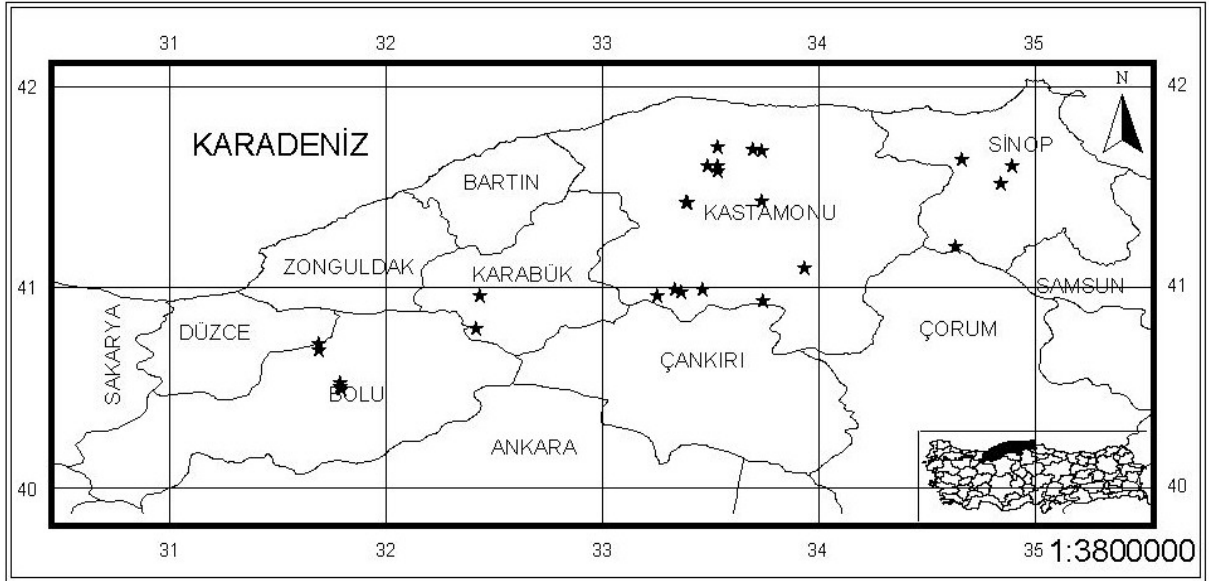 31 32 33 34 35
42 42
N
KARADENİZ
SİNOP
BARTIN
KASTAMONU
ZONGULDAK
KARABÜK
41 41
SAMSUN
SAKARYA
DÜZCE
ÇORUM
ÇANKIRI
BOLU
ANKARA
40 40
31 32 33 34 35 1:3800000